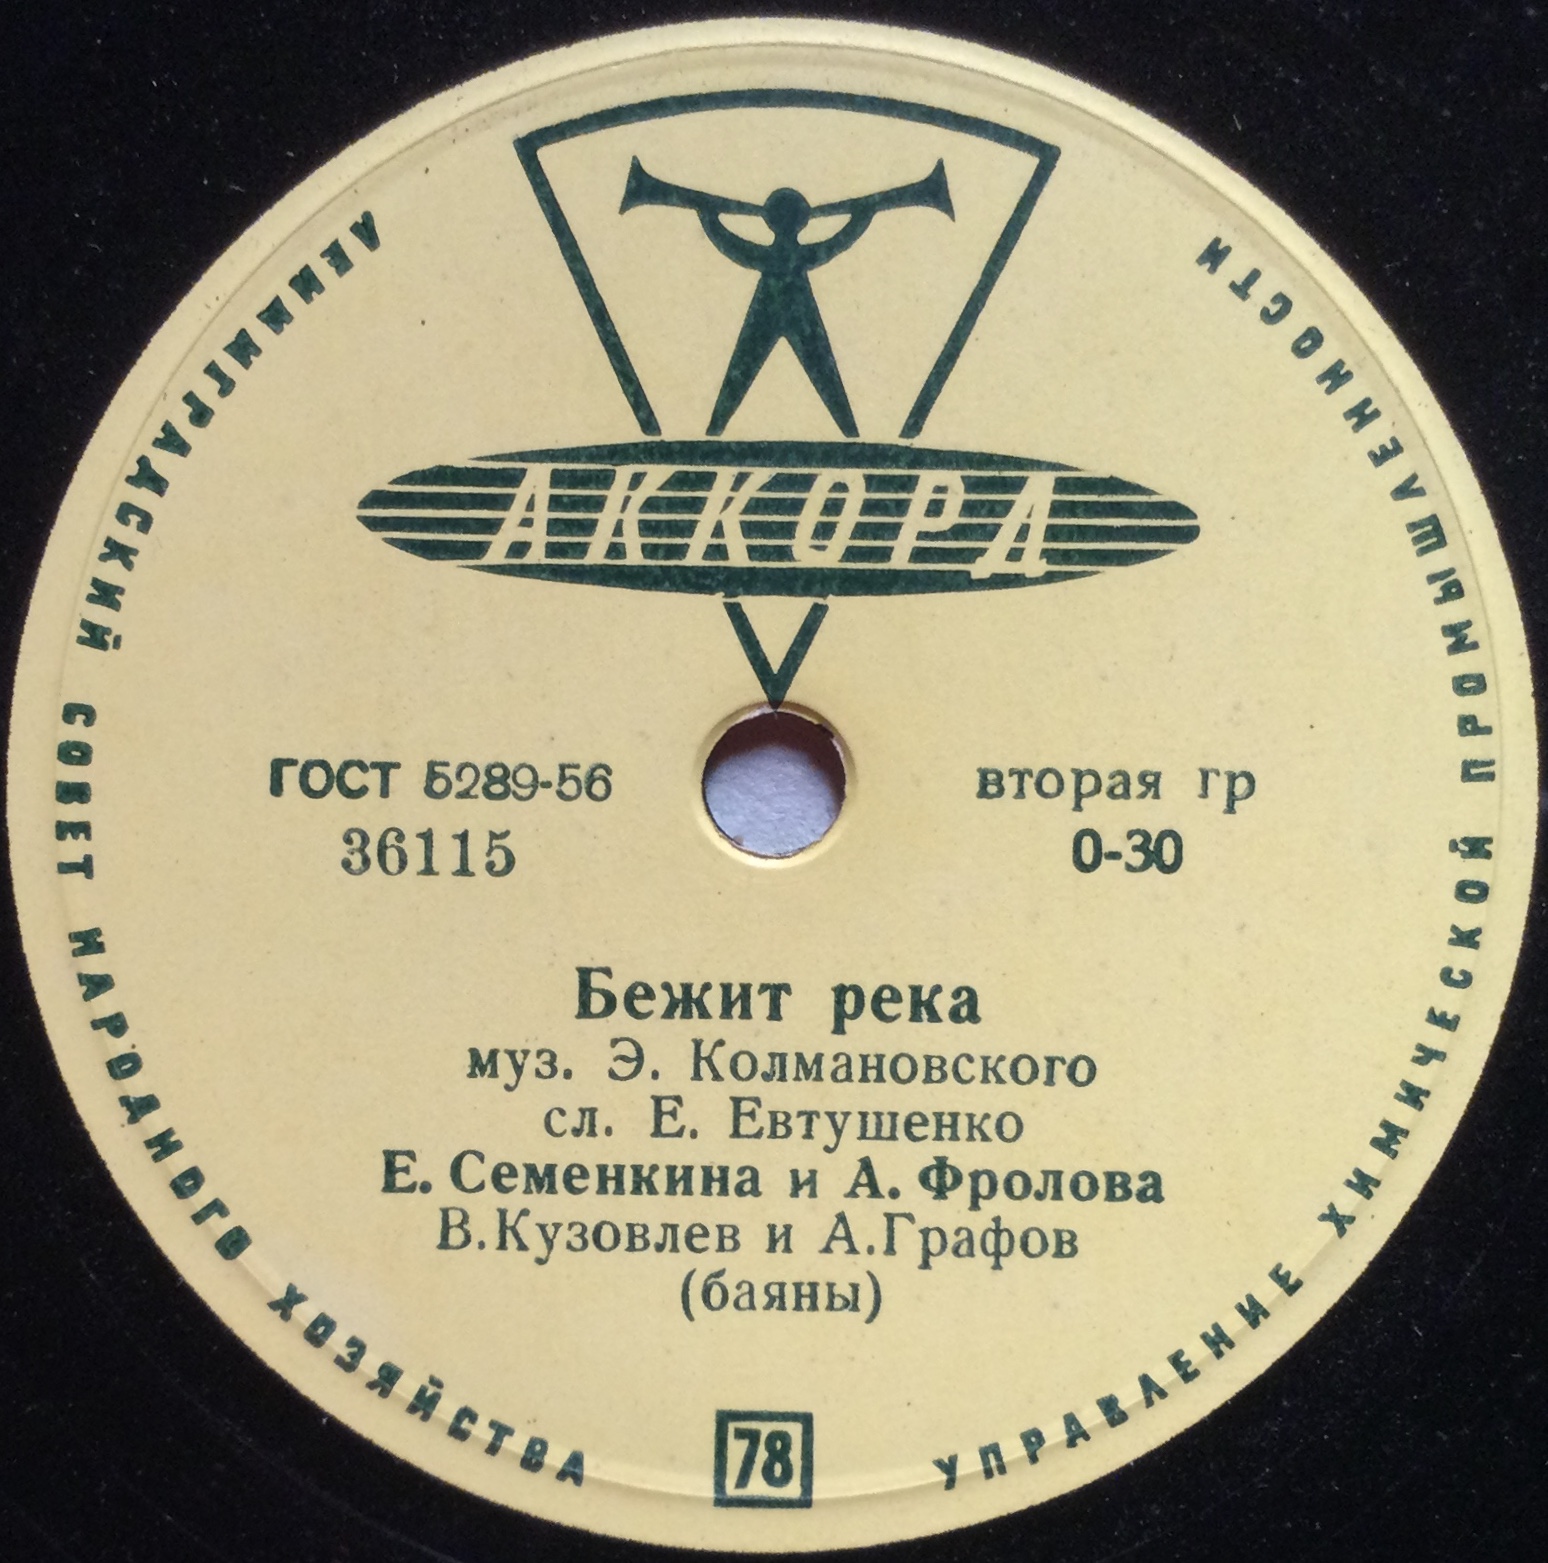 АККОРД
ЛЕНИНГРАДСКИЙ СОВЕТ НАРОДНОГО ХОЗЯЙСТВА
УПРАВЛЕНИЕ ХИМИЧЕСКОЙ ПРОМЫШЛЕННОСТИ
ГОСТ 5289-56
36115
вторая гр
0-30
Бежит река
муз. Э. Колмановского
сл. Е. Евтушенко
Е. Семенкина и А. Фролова
В.Кузовлев и А.Графов
(баяны)
78